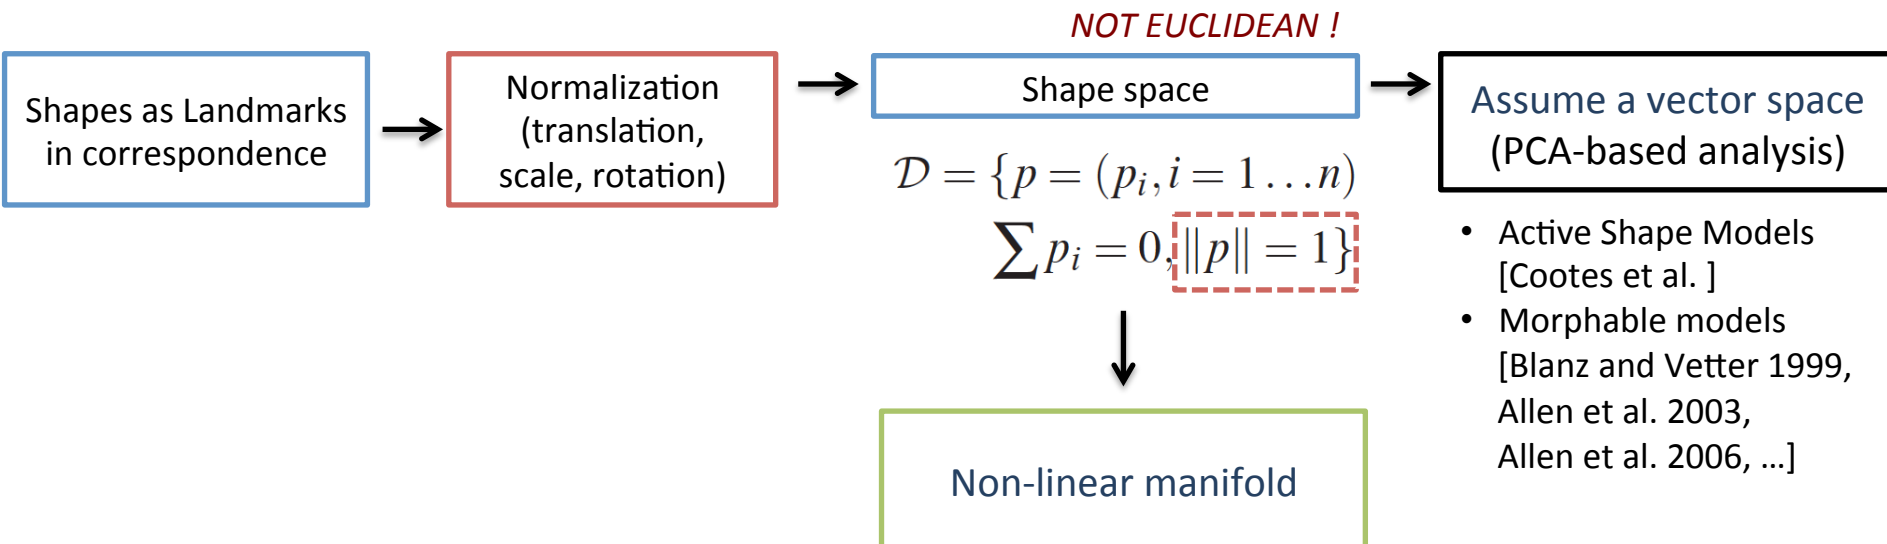 NOT EUCLIDEAN !
Shapes as Landmarks
in correspondence
Normalization
(translation,
scale, rotation)
Shape space
𝒟 = {p = (p_i, i = 1…n)
∑ p_i = 0, ‖p‖ = 1}
Non-linear manifold
Assume a vector space
(PCA-based analysis)
• Active Shape Models
[Cootes et al. ]
• Morphable models
[Blanz and Vetter 1999,
Allen et al. 2003,
Allen et al. 2006, …]